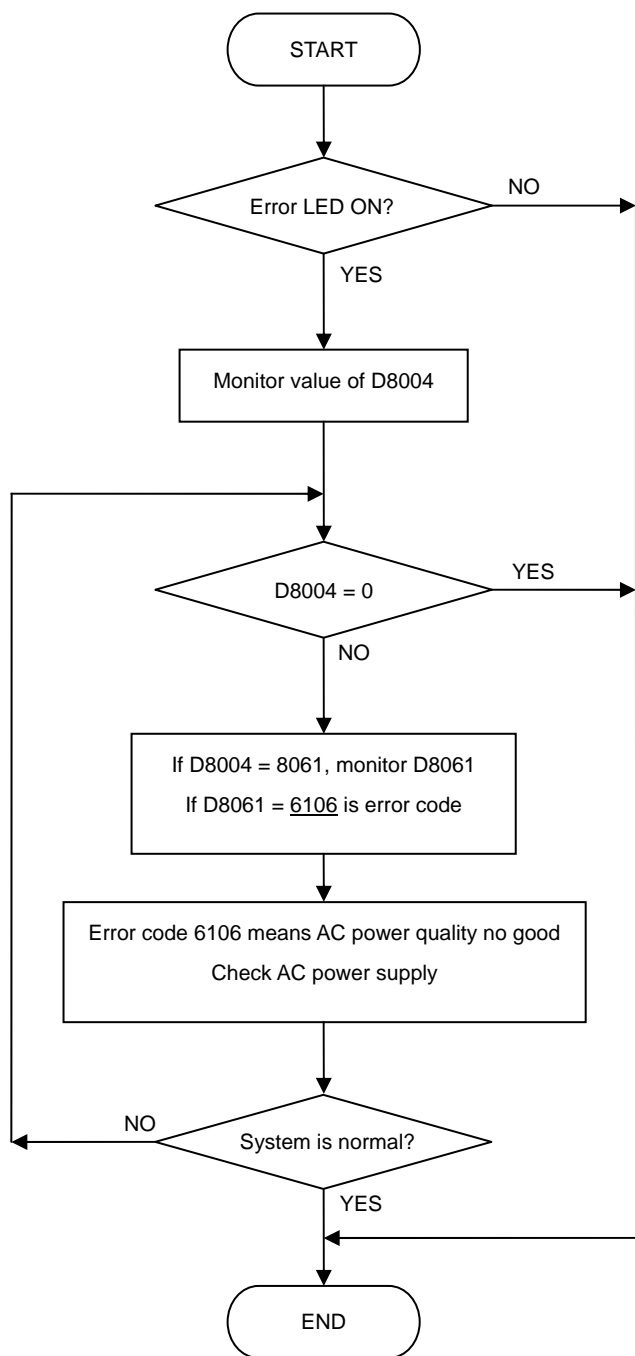 START
Error LED ON?
NO
YES
Monitor value of D8004
D8004 = 0
YES
NO
If D8004 = 8061, monitor D8061
If D8061 = 6106 is error code
Error code 6106 means AC power quality no good
Check AC power supply
NO
System is normal?
YES
END